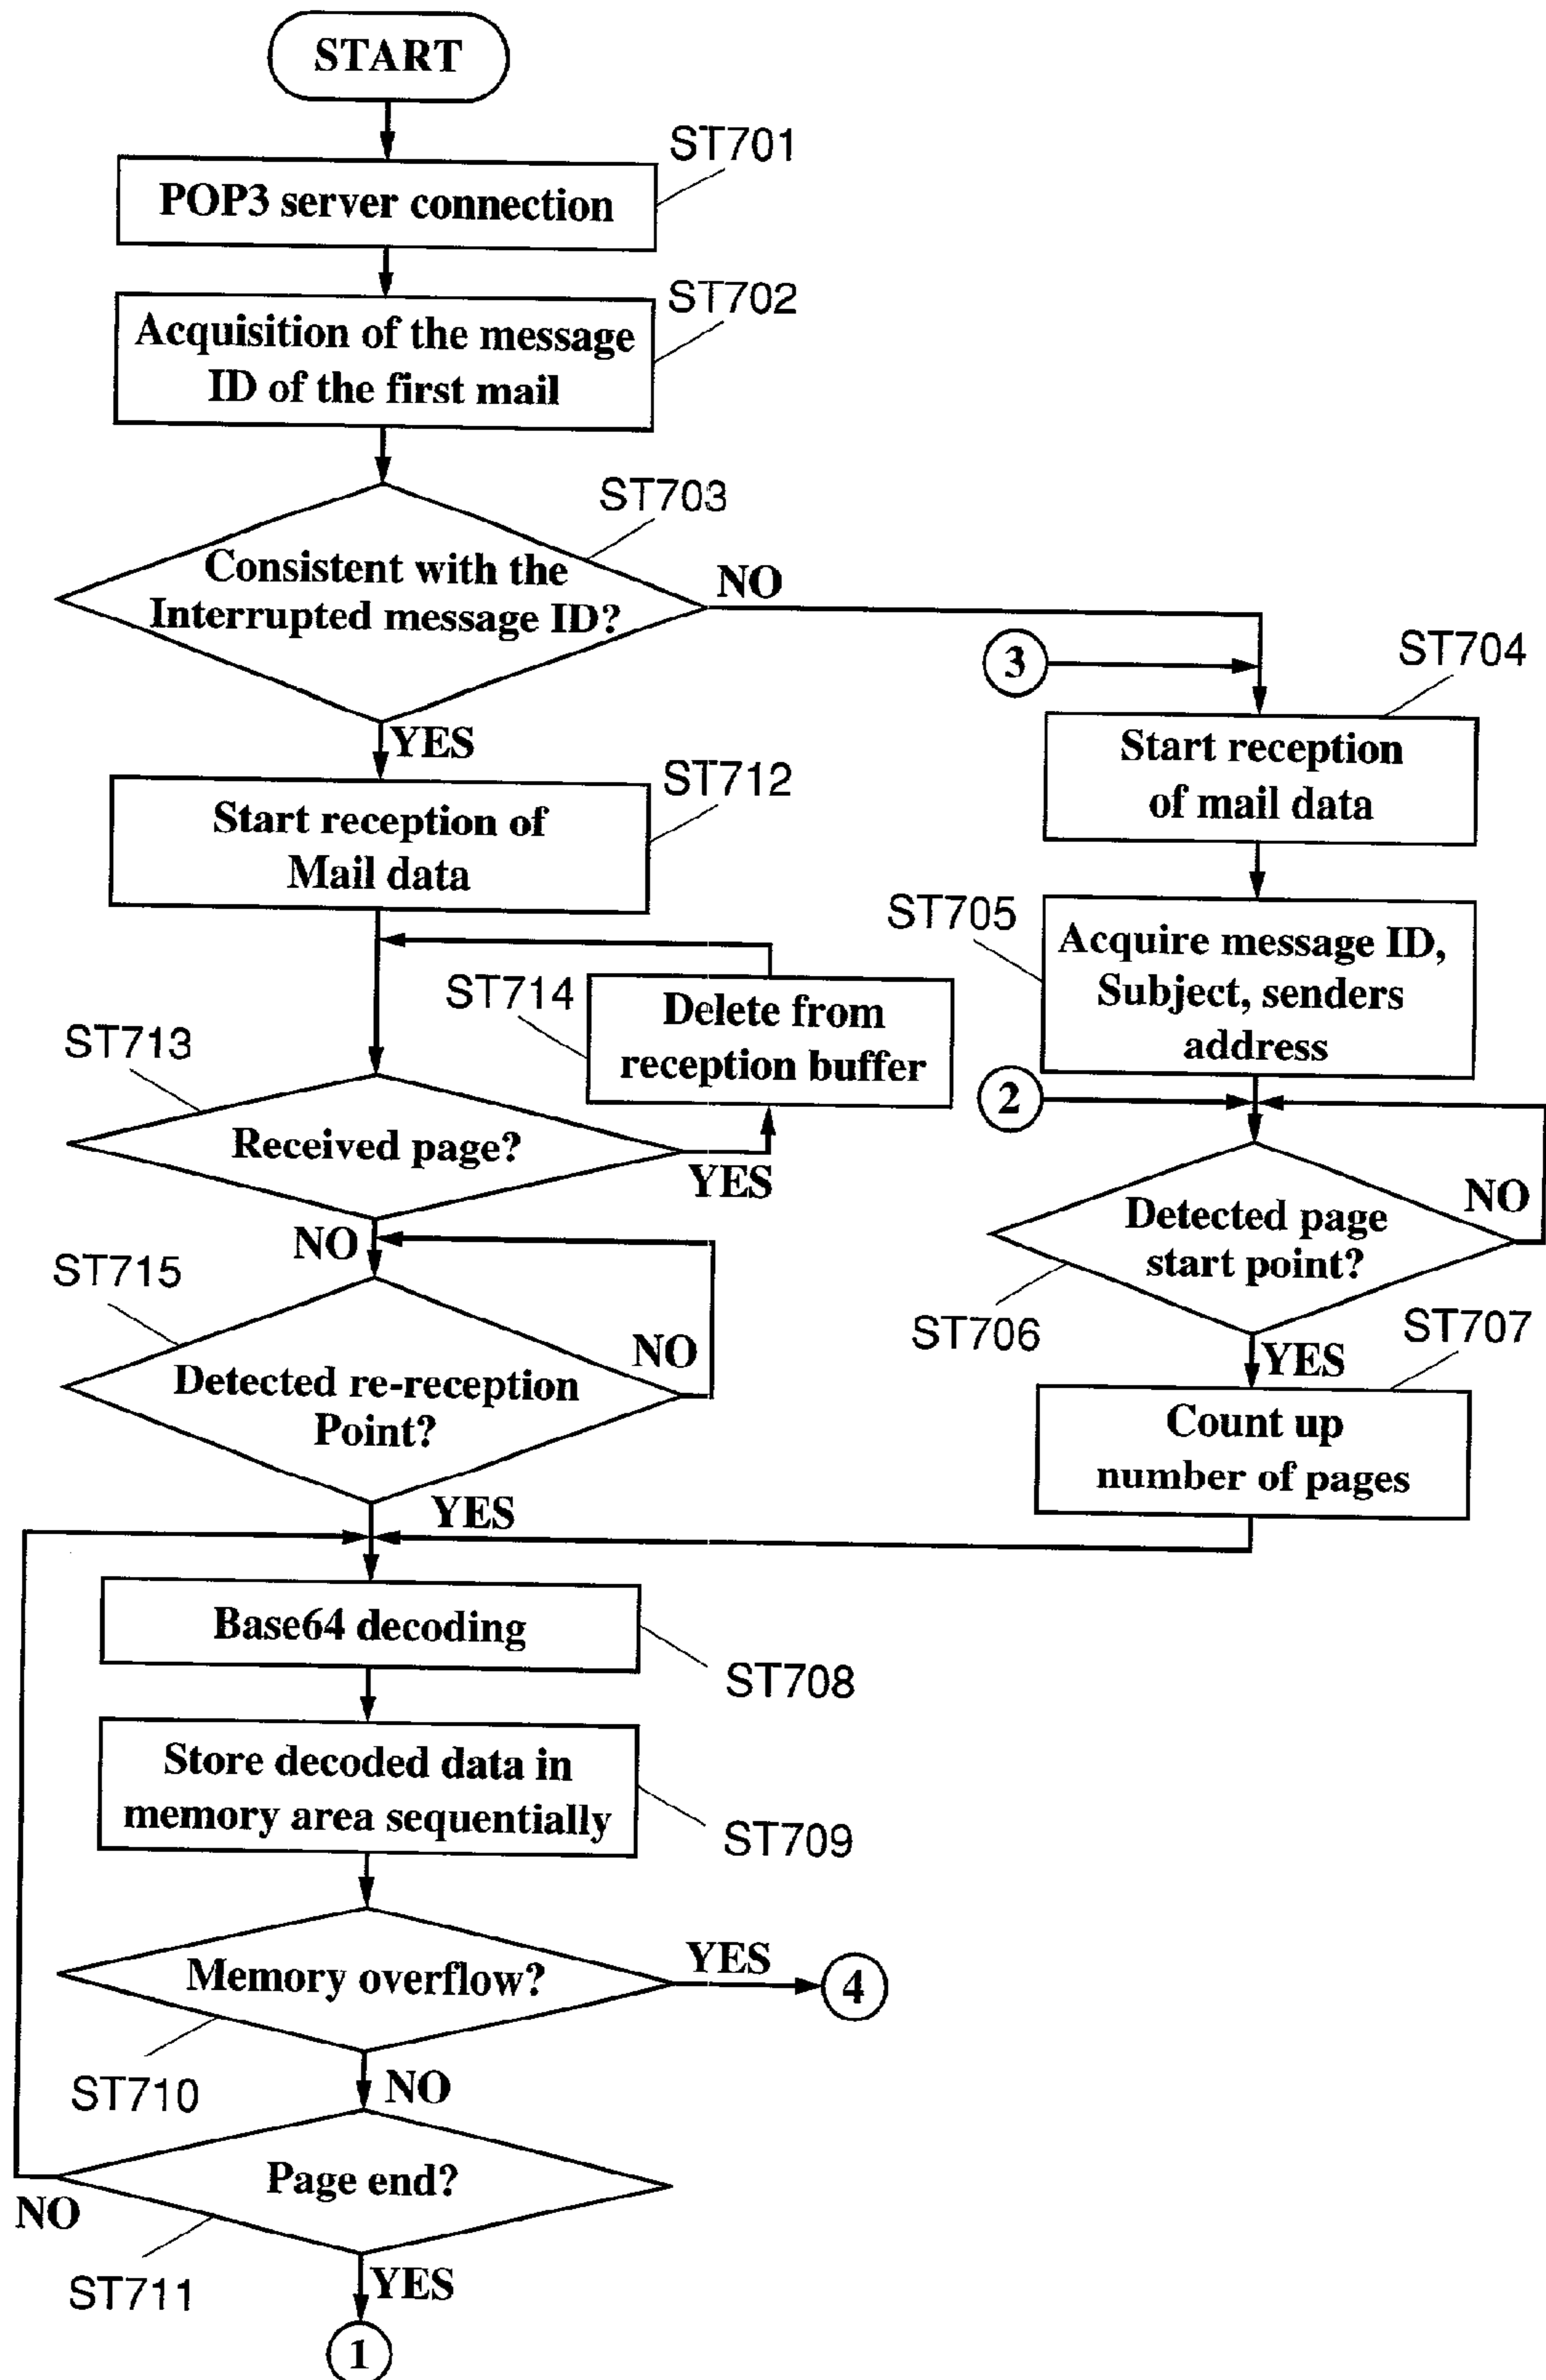 START
ST701
POP3 server connection
ST702
Acquisition of the message
ID of the first mail
ST703
Consistent with the
Interrupted message ID?
NO
3
ST704
Start reception
of mail data
YES
ST712
Start reception of
Mail data
ST705
Acquire message ID,
Subject, senders
address
ST714
Delete from
reception buffer
ST713
Received page?
YES
2
NO
Detected page
start point?
NO
ST706
ST715
Detected re-reception
Point?
NO
YES
ST707
Count up
number of pages
YES
Base64 decoding
ST708
Store decoded data in
memory area sequentially
ST709
Memory overflow?
YES
4
ST710
NO
Page end?
NO
ST711
YES
1